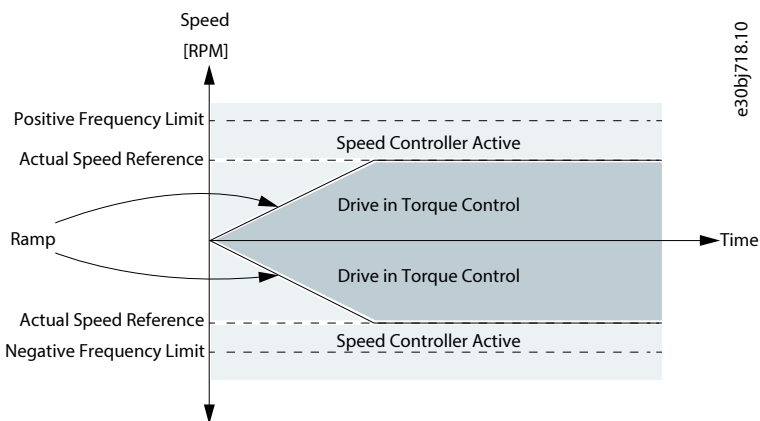 Speed
[RPM]
e30bj718.10
Positive Frequency Limit
Speed Controller Active
Actual Speed Reference
Drive in Torque Control
Ramp
Time
Drive in Torque Control
Actual Speed Reference
Speed Controller Active
Negative Frequency Limit